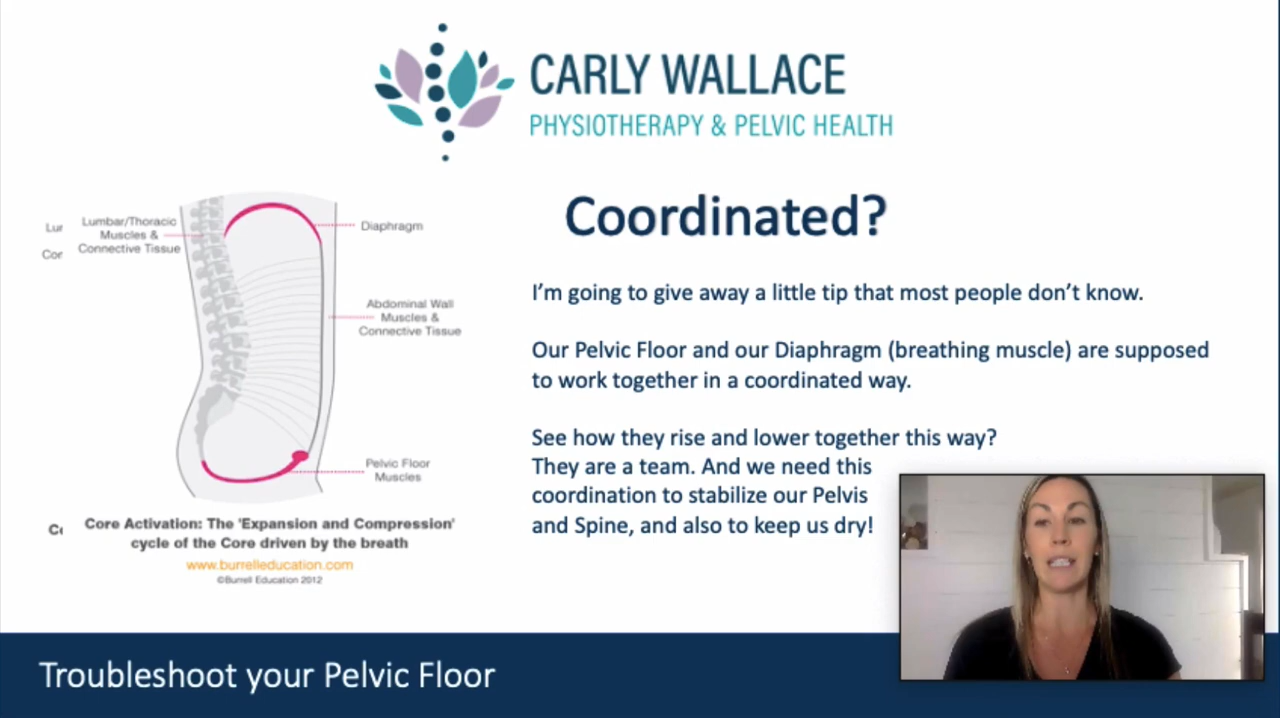 CARLY WALLACE
PHYSIOTHERAPY & PELVIC HEALTH
Coordinated?
Lur
Cor
Lumbar/Thoracic
Muscles &
Connective Tissue
Diaphragm
Abdominal Wall
Muscles &
Connective Tissue
Pelvic Floor
Muscles
Co
Core Activation: The 'Expansion and Compression'
cycle of the Core driven by the breath
www.burrelleducation.com
©Burrell Education 2012
I'm going to give away a little tip that most people don't know.
Our Pelvic Floor and our Diaphragm (breathing muscle) are supposed
to work together in a coordinated way.
See how they rise and lower together this way?
They are a team. And we need this
coordination to stabilize our Pelvis
and Spine, and also to keep us dry!
Troubleshoot your Pelvic Floor